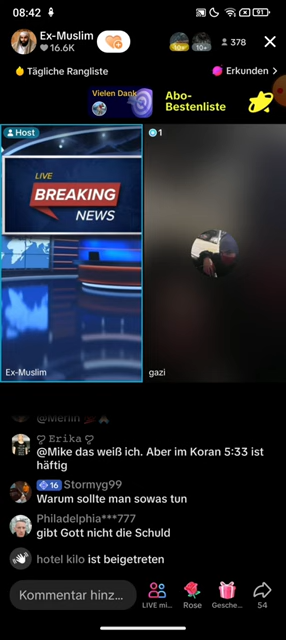 08:42
91
Ex-Muslim
16.6K
10+
10+
378
Tägliche Rangliste
Erkunden >
Vielen Dank
Abo-
Bestenliste
Host
1
LIVE
BREAKING
NEWS
Ex-Muslim
gazi
@Merlin
Erika
@Mike das weiß ich. Aber im Koran 5:33 ist
häftig
16 Stormyg99
Warum sollte man sowas tun
Philadelphia***777
gibt Gott nicht die Schuld
hotel kilo ist beigetreten
Kommentar hinz...
LIVE mi...
Rose
Gesche...
54